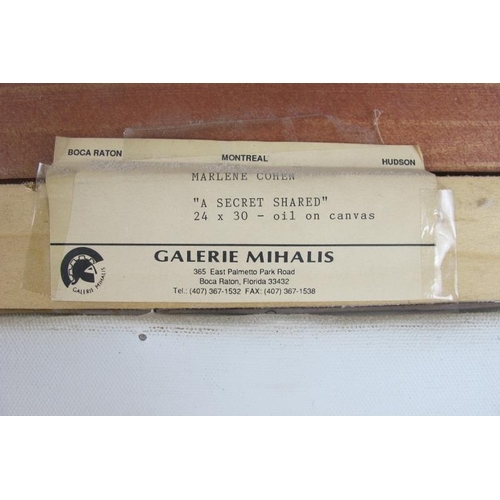 BOCA RATON MONTREAL HUDSON
MARLENE COHEN
"A SECRET SHARED"
24 x 30 - oil on canvas
GALERIE MIHALIS
365 East Palmetto Park Road
Boca Raton, Florida 33432
Tel.: (407) 367-1532 FAX: (407) 367-1538
GALERIE MIHALIS